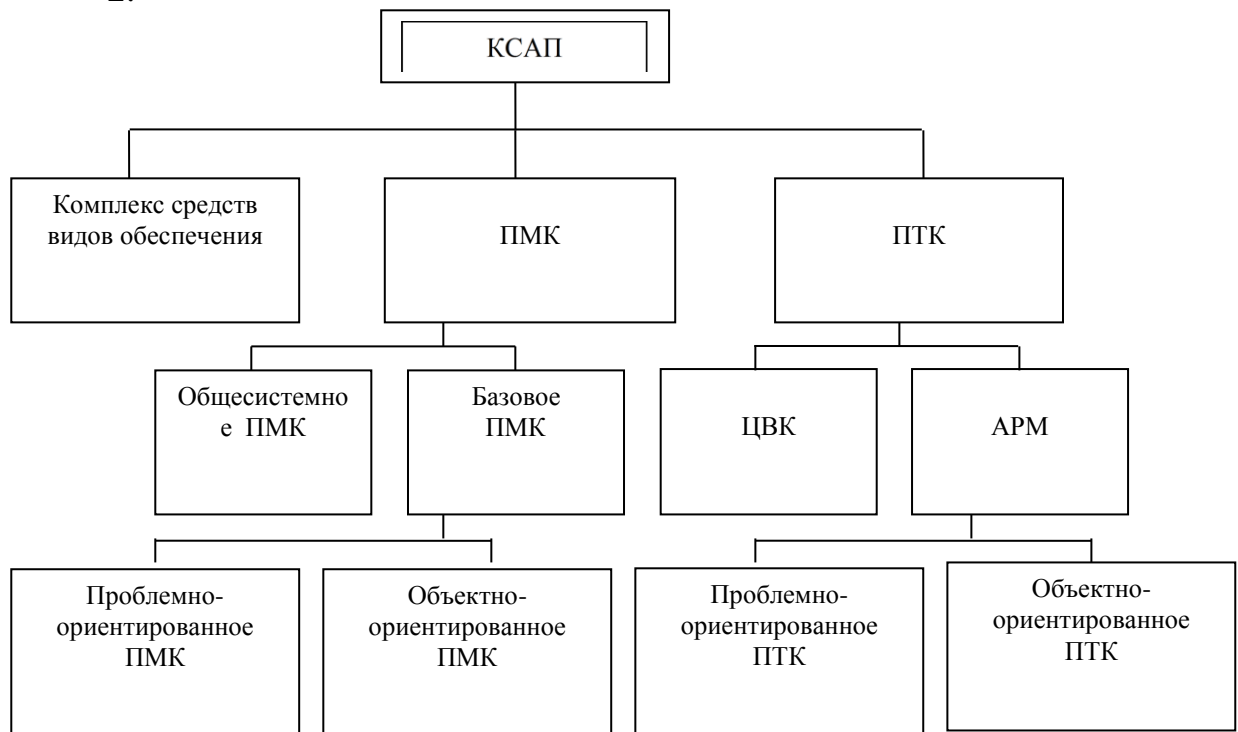 КСАП
Комплекс средств
видов обеспечения
ПМК
ПТК
Общесистемно
е ПМК
Базовое
ПМК
ЦВК
АРМ
Проблемно-
ориентированное
ПМК
Объектно-
ориентированное
ПМК
Проблемно-
ориентированное
ПТК
Объектно-
ориентированное
ПТК